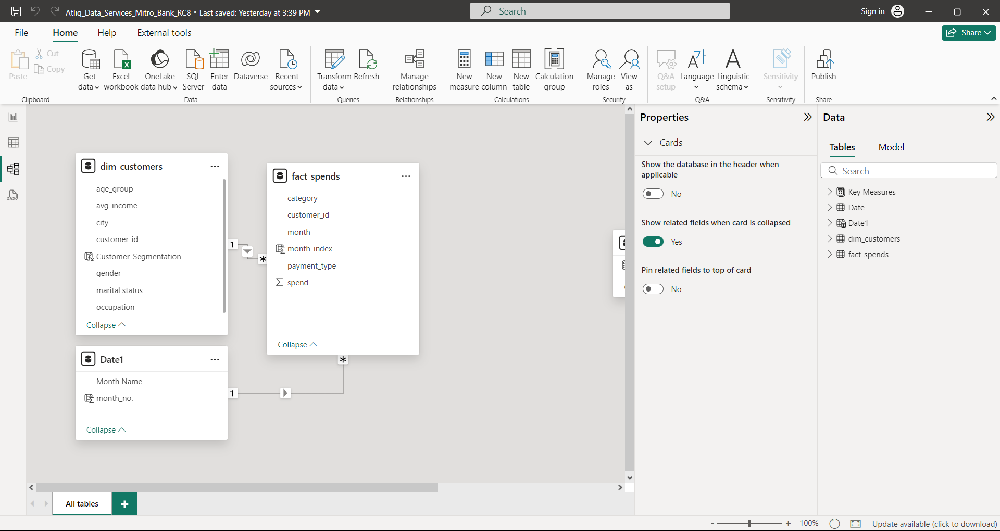 Atliq_Data_Services_Mitro_Bank_RC8 • Last saved: Yesterday at 3:39 PM
Search
Sign in
File
Home
Help
External tools
Share
Paste
Cut
Copy
Clipboard
Get data
Excel workbook
OneLake data hub
SQL Server
Enter data
Dataverse
Recent sources
Data
Transform data
Refresh
Queries
Manage relationships
Relationships
New measure
New column
New table
Calculation group
Calculations
Manage roles
View as
Security
Q&A setup
Language
Linguistic schema
Q&A
Sensitivity
Sensitivity
Publish
Share
DAX
dim_customers
age_group
avg_income
city
customer_id
Customer_Segmentation
gender
marital status
occupation
Collapse
1
*
fact_spends
category
customer_id
month
month_index
payment_type
spend
Collapse
*
Date1
Month Name
month_no.
Collapse
1
All tables
Properties
Cards
Show the database in the header when
applicable
No
Show related fields when card is collapsed
Yes
Pin related fields to top of card
No
Data
Tables
Model
Search
Key Measures
Date
Date1
dim_customers
fact_spends
- + 100%
Update available (click to download)